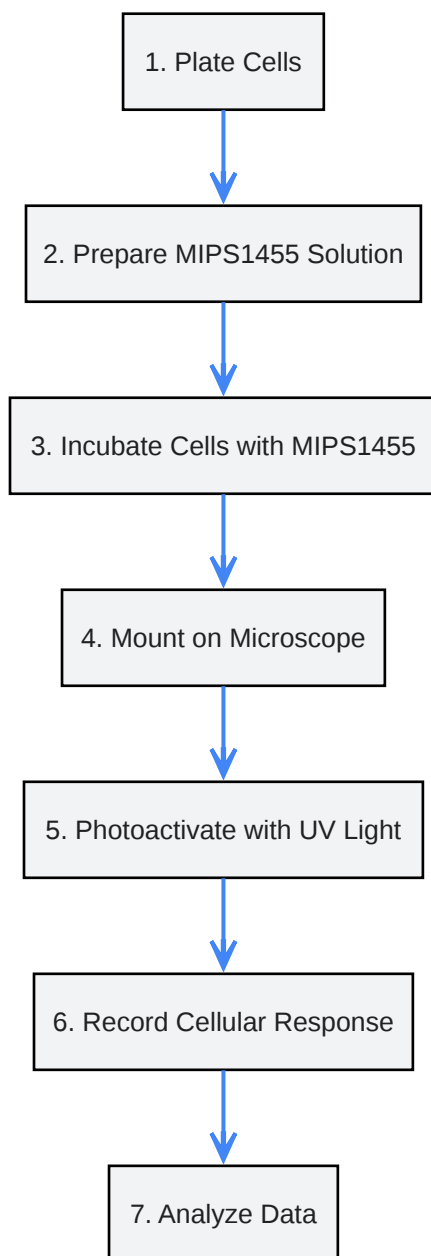 1. Plate Cells
2. Prepare MIPS1455 Solution
3. Incubate Cells with MIPS1455
4. Mount on Microscope
5. Photoactivate with UV Light
6. Record Cellular Response
7. Analyze Data